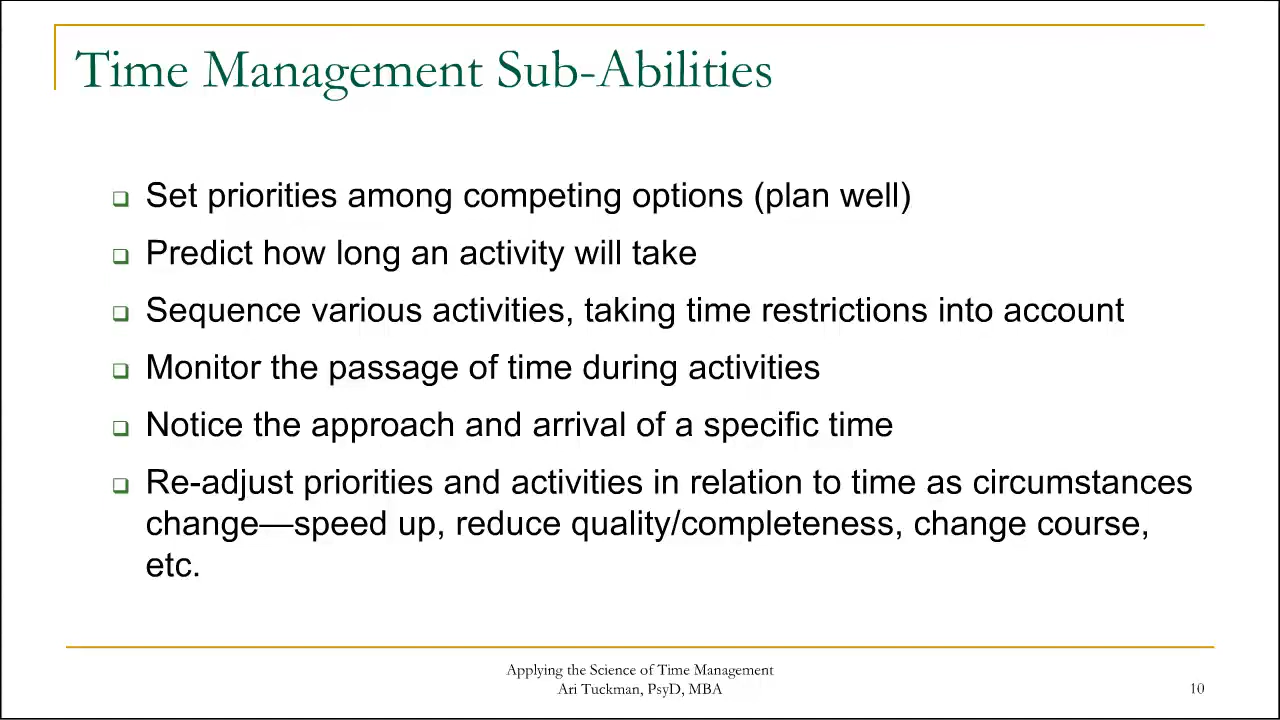 Time Management Sub-Abilities
Set priorities among competing options (plan well)
Predict how long an activity will take
Sequence various activities, taking time restrictions into account
Monitor the passage of time during activities
Notice the approach and arrival of a specific time
Re-adjust priorities and activities in relation to time as circumstances
change—speed up, reduce quality/completeness, change course,
etc.
Applying the Science of Time Management
Ari Tuckman, PsyD, MBA
10